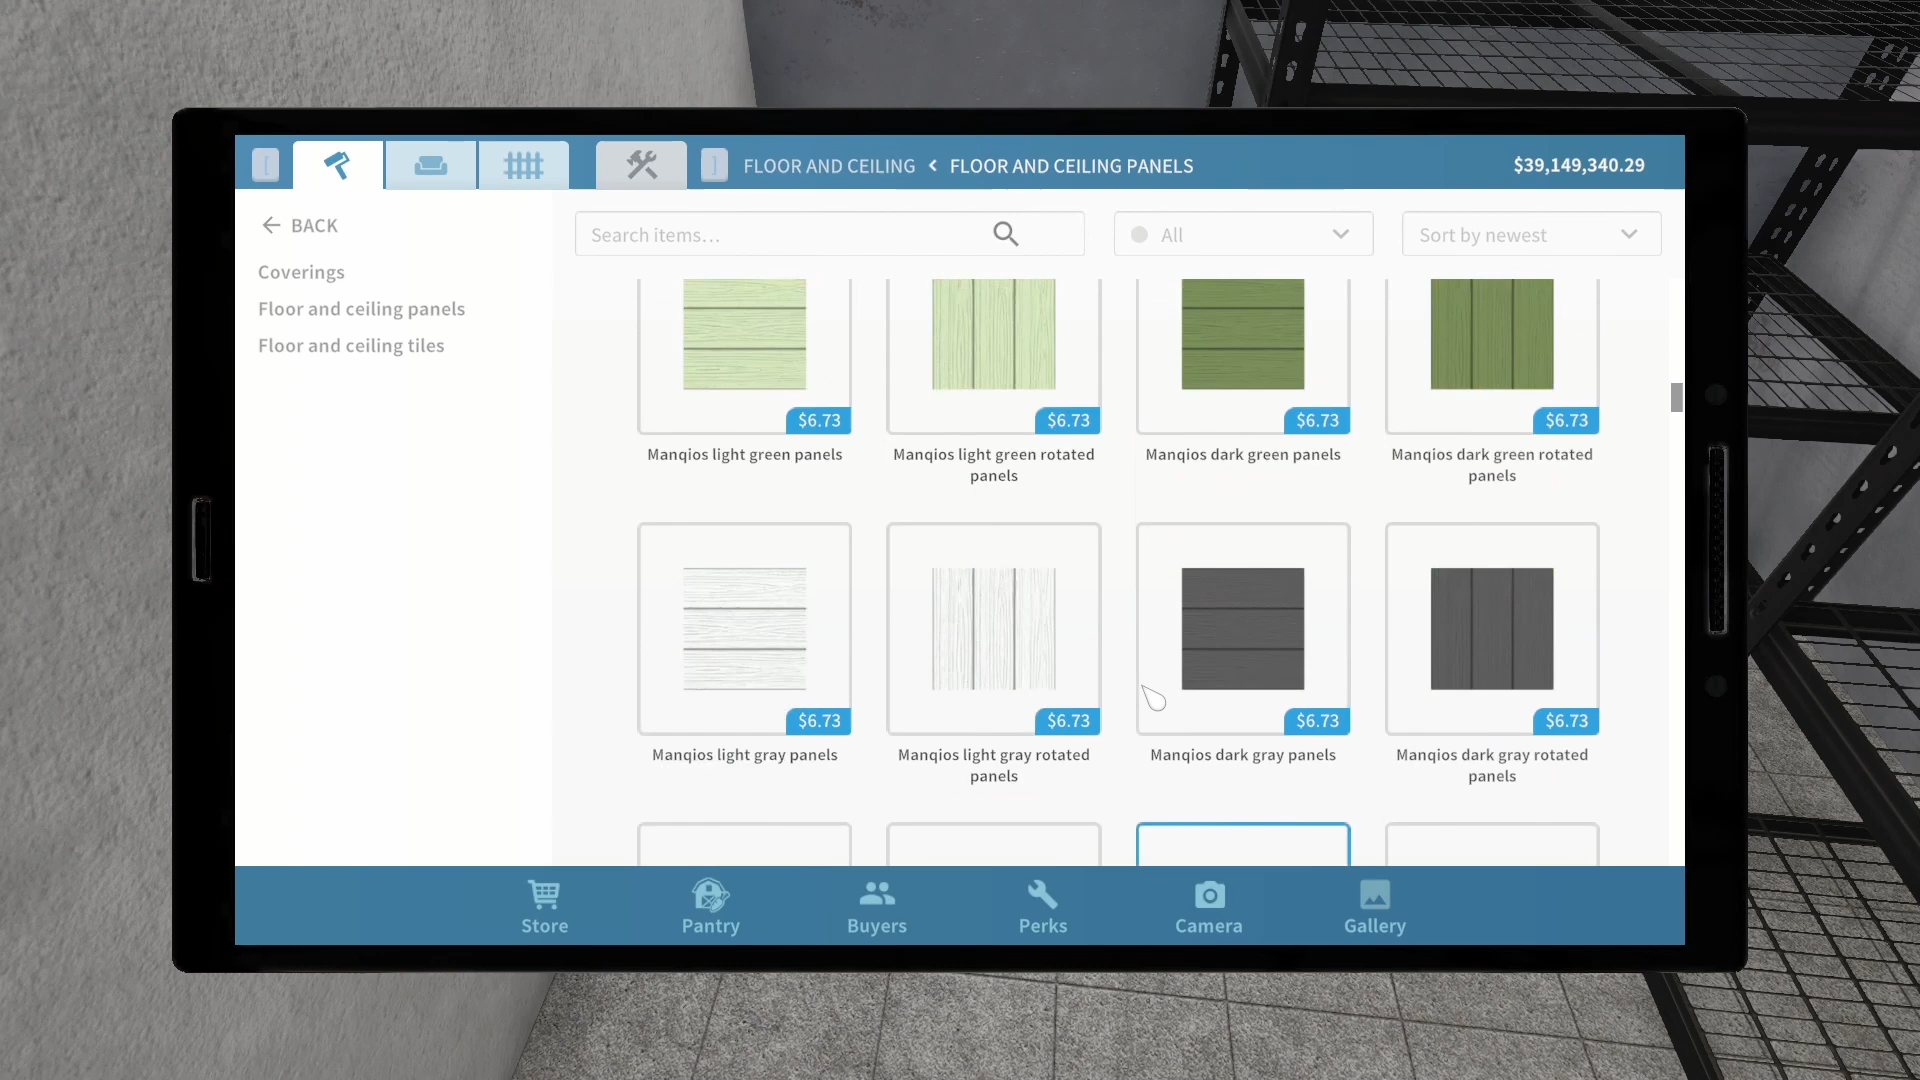 [
]
FLOOR AND CEILING < FLOOR AND CEILING PANELS
$39,149,340.29
BACK
Coverings
Floor and ceiling panels
Floor and ceiling tiles
Search items...
All
Sort by newest
$6.73
$6.73
$6.73
$6.73
Manqios light green panels
Manqios light green rotated
panels
Manqios dark green panels
Manqios dark green rotated
panels
$6.73
$6.73
$6.73
$6.73
Manqios light gray panels
Manqios light gray rotated
panels
Manqios dark gray panels
Manqios dark gray rotated
panels
Store
Pantry
Buyers
Perks
Camera
Gallery